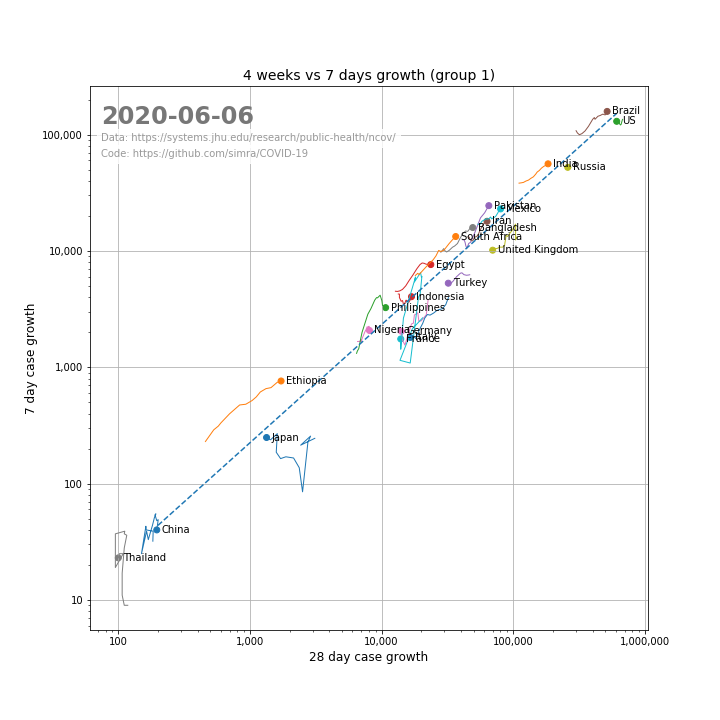 4 weeks vs 7 days growth (group 1)
2020-06-06
Data: https://systems.jhu.edu/research/public-health/ncov/
Code: https://github.com/simra/COVID-19
7 day case growth
100,000
10,000
1,000
100
10
Brazil
US
India
Russia
Pakistan
Mexico
Iran
Bangladesh
South Africa
United Kingdom
Egypt
Turkey
Indonesia
Philippines
Nigeria
Germany
Italy
France
Ethiopia
Japan
China
Thailand
100
1,000
10,000
100,000
1,000,000
28 day case growth